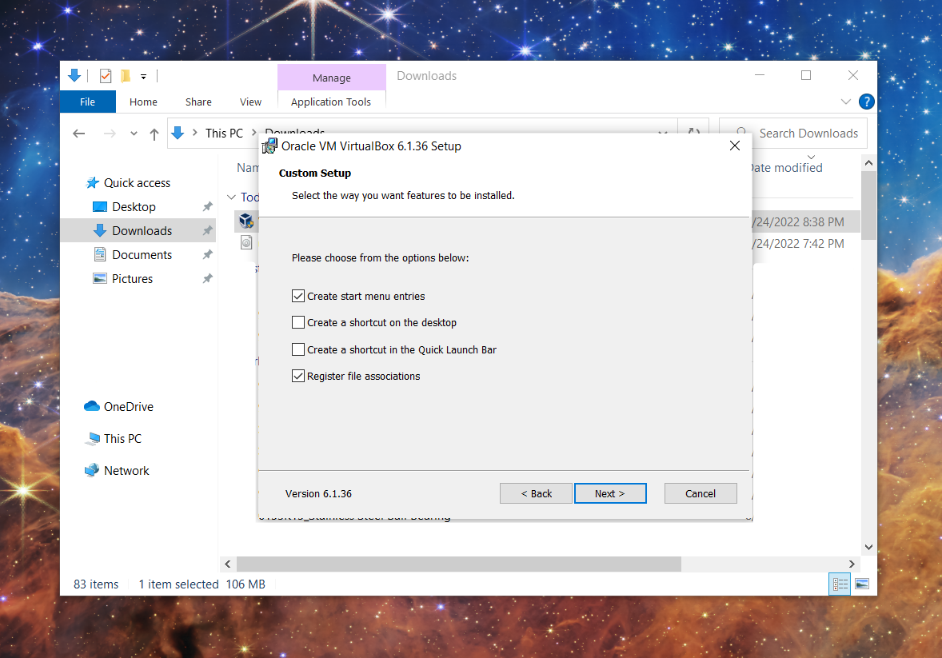 Manage
Downloads
File
Home
Share
View
Application Tools
This PC
Downloads
Search Downloads
Oracle VM VirtualBox 6.1.36 Setup
Custom Setup
Select the way you want features to be installed.
Date modified
Quick access
Desktop
Downloads
Documents
Pictures
OneDrive
This PC
Network
/24/2022 8:38 PM
/24/2022 7:42 PM
Please choose from the options below:
Create start menu entries
Create a shortcut on the desktop
Create a shortcut in the Quick Launch Bar
Register file associations
Version 6.1.36
< Back
Next >
Cancel
83 items
1 item selected
106 MB